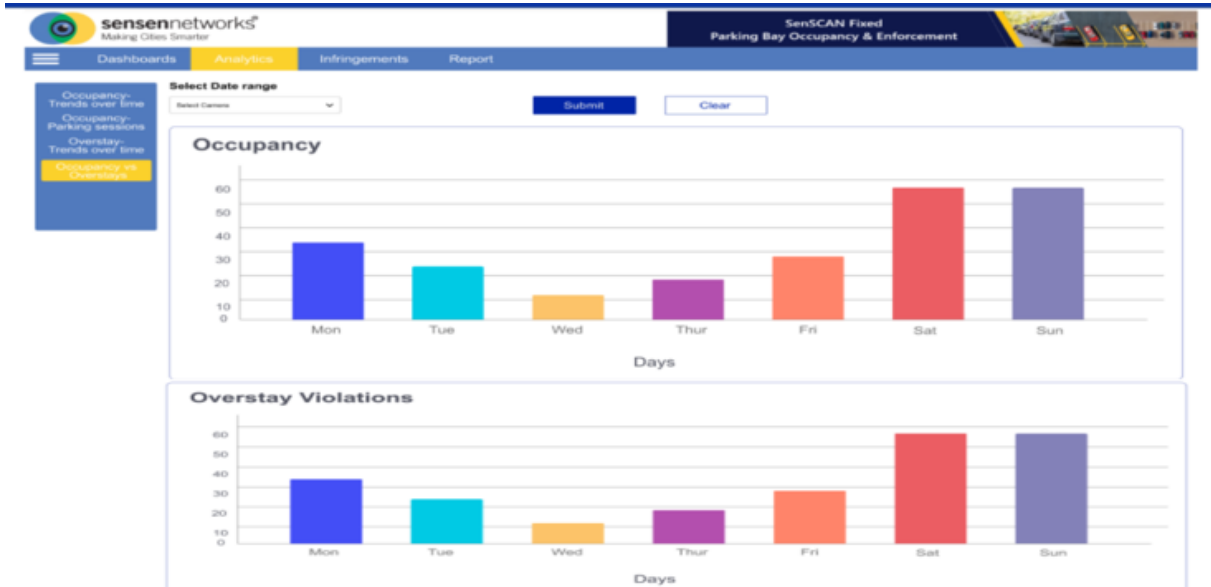 sensennetworks®
Making Cities Smarter
SenSCAN Fixed
Parking Bay Occupancy & Enforcement
Dashboards Analytics Infringements Report
Occupancy-
Trends over time
Occupancy-
Parking sessions
Overstay-
Trends over time
Occupancy vs
Overstays
Select Date range
Select Camera
Submit Clear
Occupancy
60
50
40
30
20
10
0
Mon Tue Wed Thur Fri Sat Sun
Days
Overstay Violations
60
50
40
30
20
10
0
Mon Tue Wed Thur Fri Sat Sun
Days